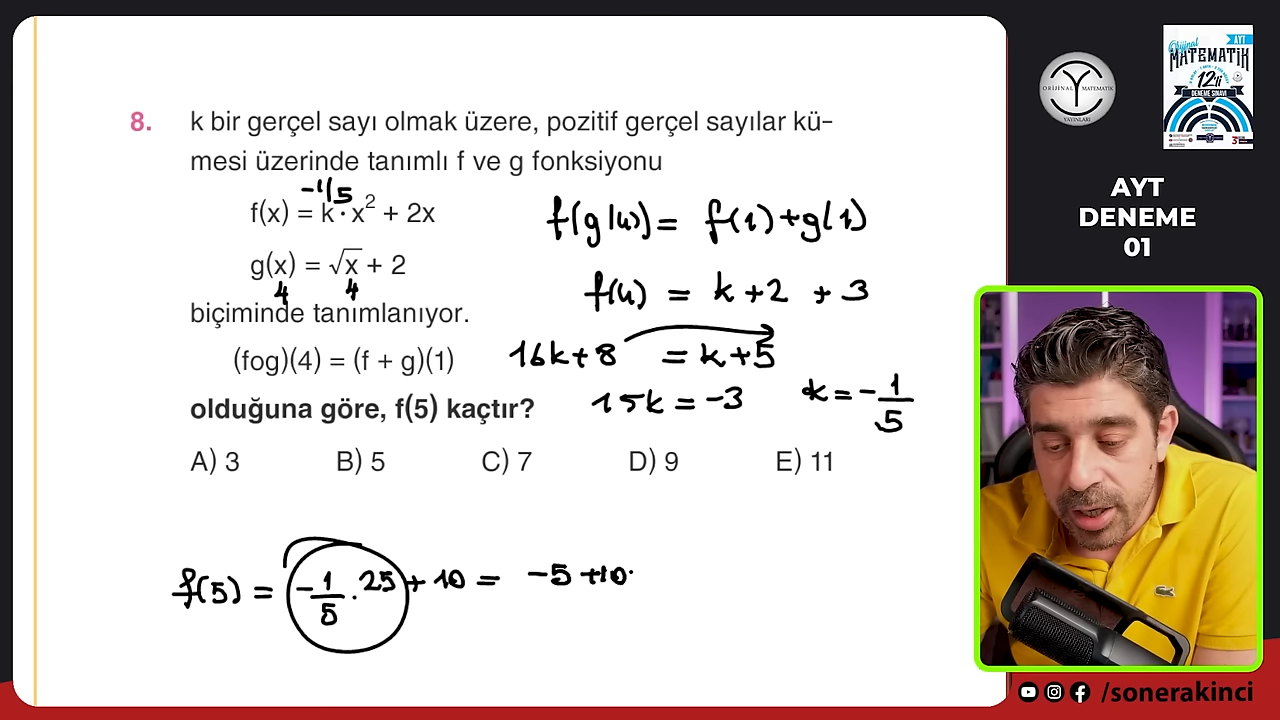 8. k bir gerçel sayı olmak üzere, pozitif gerçel sayılar kü-
mesi üzerinde tanımlı f ve g fonksiyonu
-1/5
f(x) = k · x² + 2x
g(x) = √x + 2
4 4
biçiminde tanımlanıyor.
(fog)(4) = (f + g)(1)
olduğuna göre, f(5) kaçtır?
A) 3 B) 5 C) 7 D) 9 E) 11
f(g(4)) = f(1)+g(1)
f(4) = k+2 + 3
16k+8 = k+5
15k = -3 k = -1/5
f(5) = -1/5 . 25 + 10 = -5 +10
ORİJİNAL MATEMATİK
YAYINLARI
Orijinal
AYT
MATEMATİK
12'li
DENEME SINAVI
AYT
DENEME
01
/sonerakinci